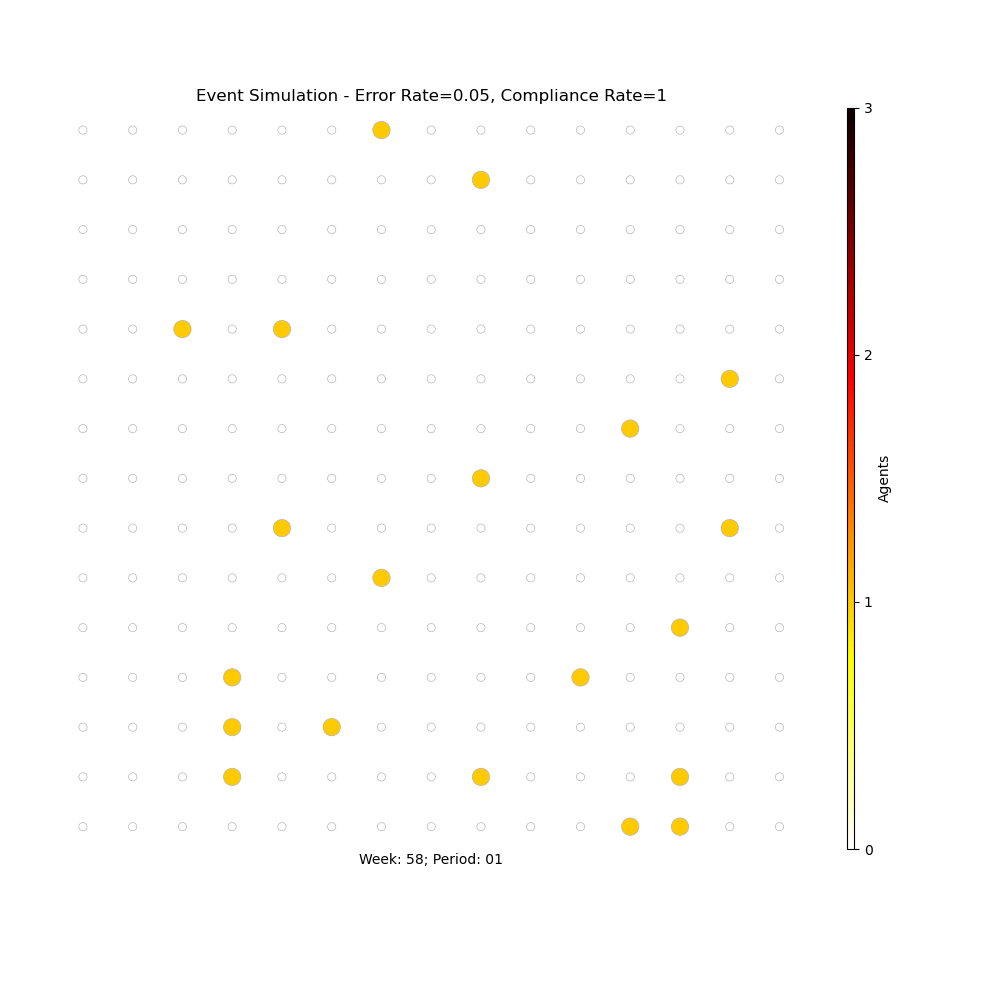 Event Simulation - Error Rate=0.05, Compliance Rate=1
3
2
Agents
1
0
Week: 58; Period: 01